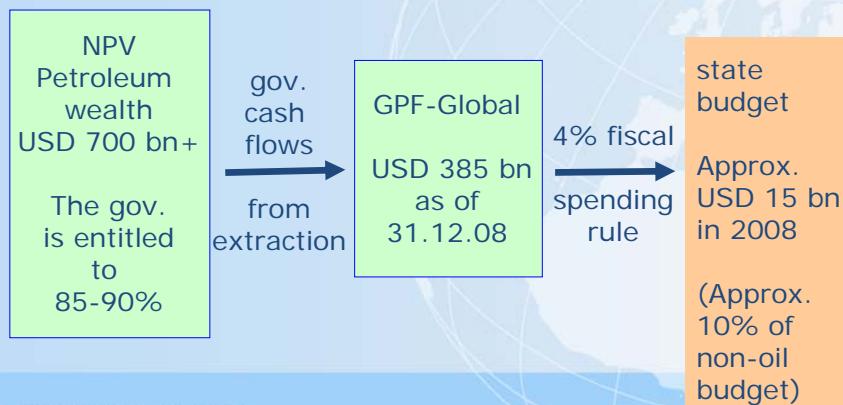 NPV
Petroleum
wealth
USD 700 bn+
The gov.
is entitled
to
85-90%
gov.
cash
flows
from
extraction
GPF-Global
USD 385 bn
as of
31.12.08
4% fiscal
spending
rule
state
budget
Approx.
USD 15 bn
in 2008
(Approx.
10% of
non-oil
budget)